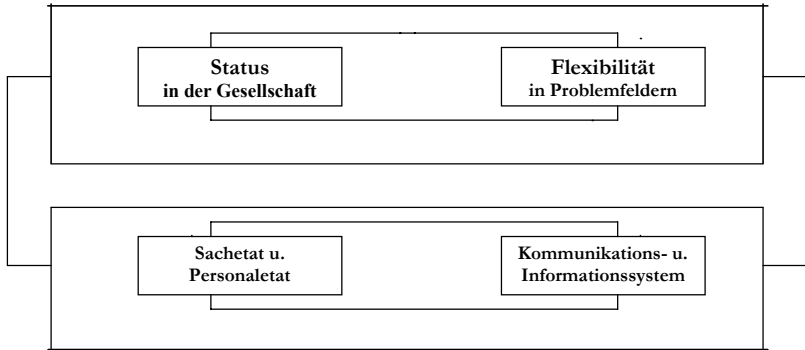 Status
in der Gesellschaft
Flexibilität
in Problemfeldern
Sachetat u.
Personaletat
Kommunikations- u.
Informationssystem